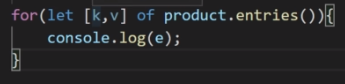 for(let [k,v] of product.entries()){
console.log(e);
}